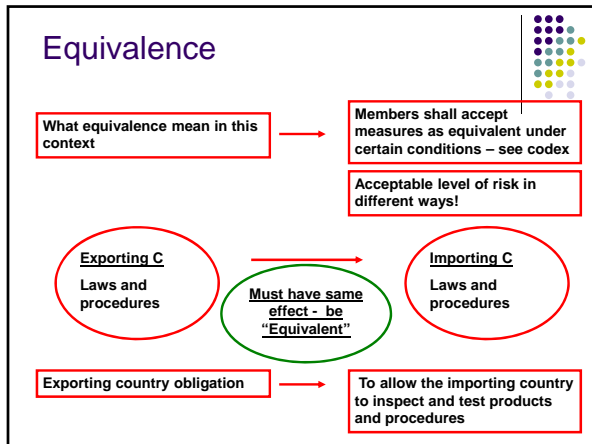 Equivalence
What equivalence mean in this
context
Members shall accept
measures as equivalent under
certain conditions – see codex
Acceptable level of risk in
different ways!
Exporting C
Laws and
procedures
Must have same
effect - be
“Equivalent”
Importing C
Laws and
procedures
Exporting country obligation
To allow the importing country
to inspect and test products
and procedures